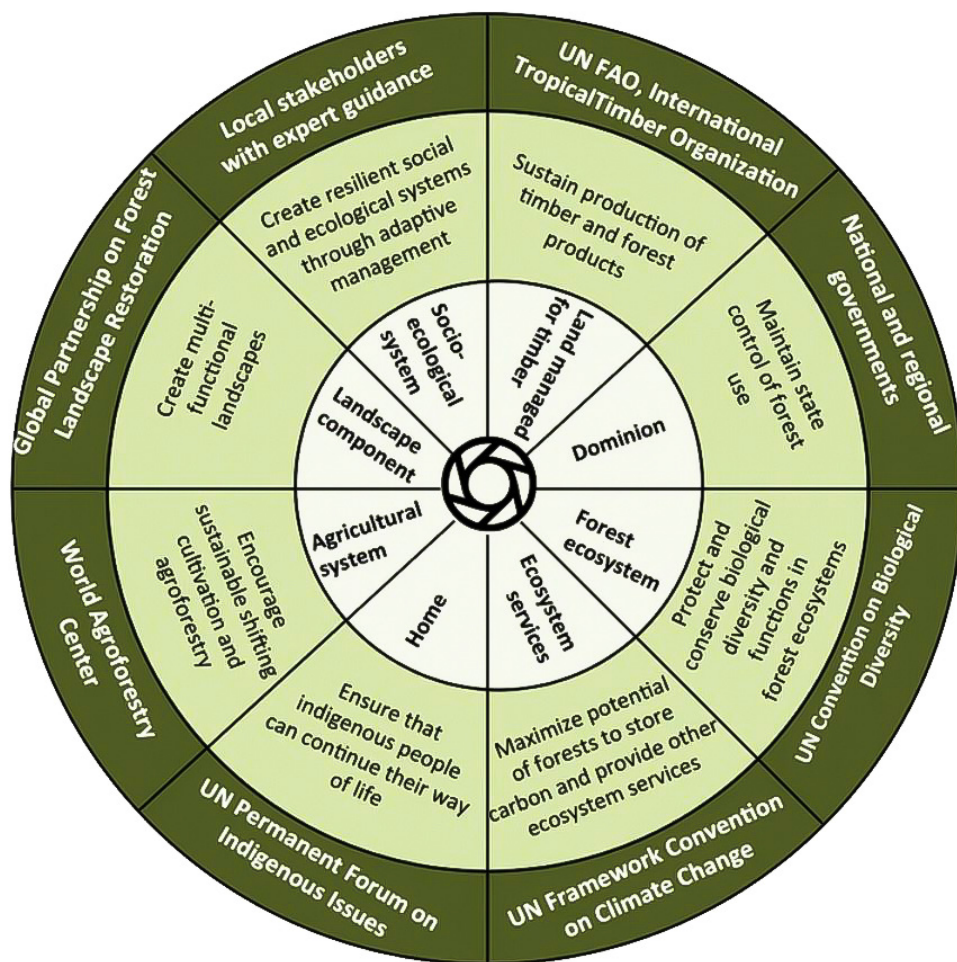 UN FAO, International
TropicalTimber Organization
Sustain production of
timber and forest
products
Land managed
for timber
National and regional
governments
Maintain state
control of forest
use
Dominion
UN Convention on Biological
Diversity
Protect and
conserve biological
diversity and
functions in
forest ecosystems
Forest
ecosystem
UN Framework Convention
on Climate Change
Maximize potential
of forests to store
carbon and provide other
ecosystem services
Ecosystem
services
UN Permanent Forum on
Indigenous Issues
Ensure that
indigenous people
can continue their way
of life
Home
World Agroforestry
Center
Encourage
sustainable shifting
cultivation and
agroforestry
Agricultural
system
Global Partnership on Forest
Landscape Restoration
Create multi-
functional
landscapes
Landscape
component
Local stakeholders
with expert guidance
Create resilient social
and ecological systems
through adaptive
management
Socio-
ecological
system